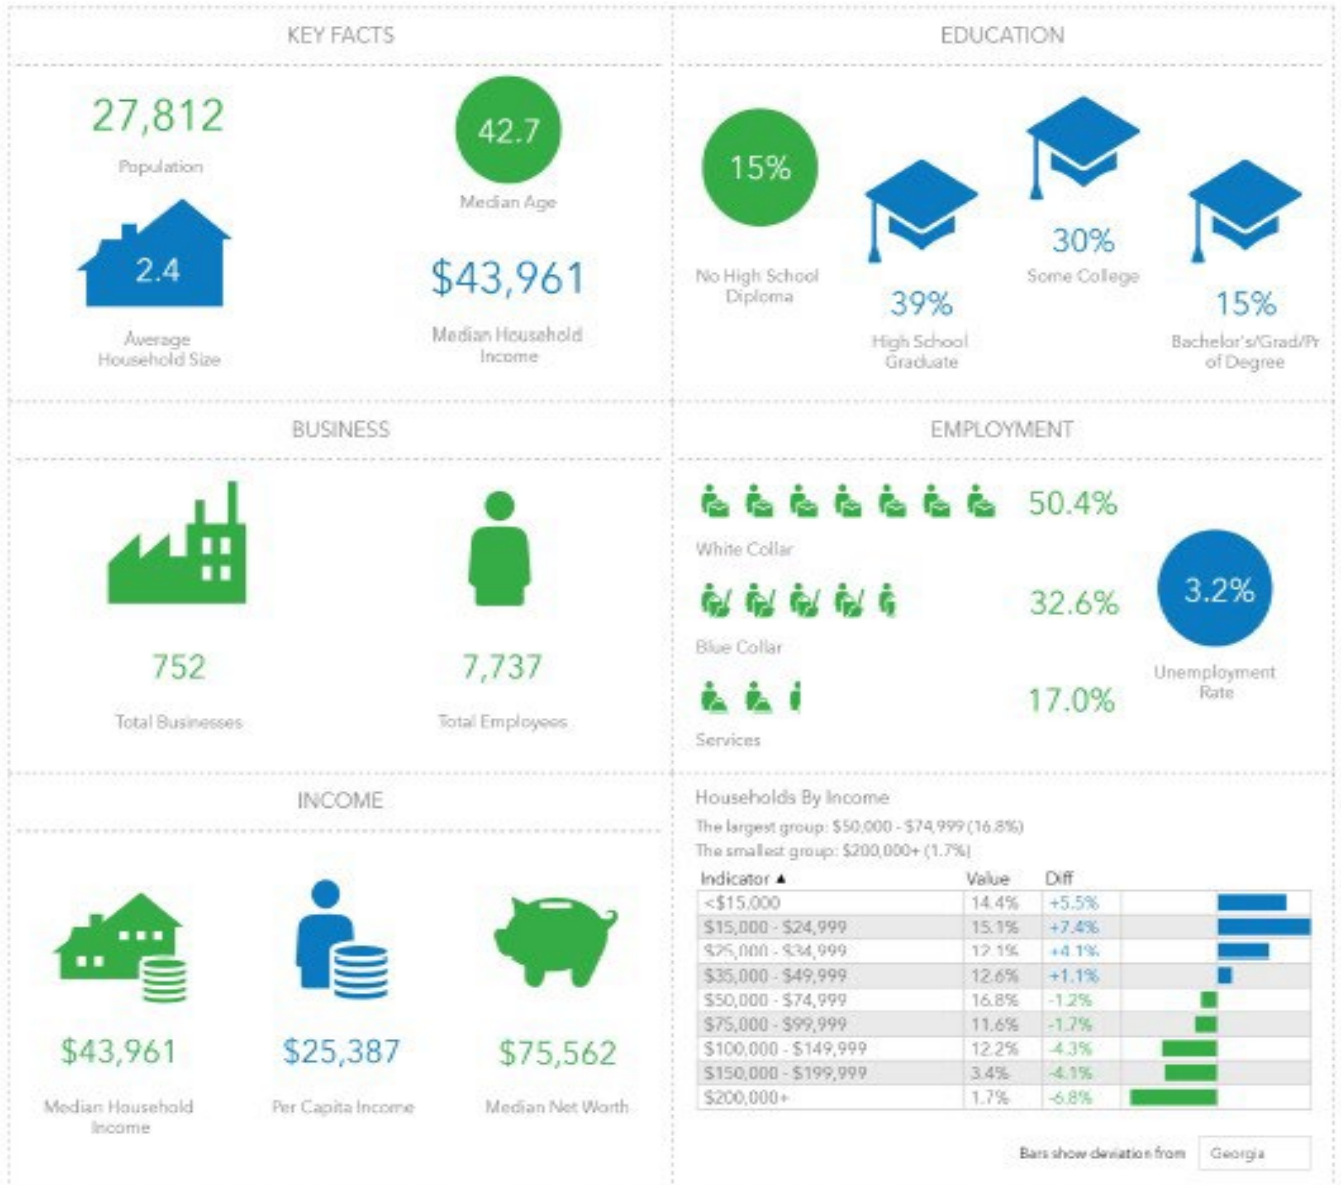 KEY FACTS
27,812
Population
42.7
Median Age
2.4
Average
Household Size
$43,961
Median Household
Income
EDUCATION
15%
No High School
Diploma
39%
High School
Graduate
30%
Some College
15%
Bachelor's/Grad/Pr
of Degree
BUSINESS
752
Total Businesses
7,737
Total Employees
EMPLOYMENT
50.4%
White Collar
32.6%
Blue Collar
17.0%
Services
3.2%
Unemployment
Rate
INCOME
$43,961
Median Household
Income
$25,387
Per Capita Income
$75,562
Median Net Worth
Households By Income
The largest group: $50,000 - $74,999 (16.8%)
The smallest group: $200,000+ (1.7%)
Indicator ▲ Value Diff
<$15,000 14.4% +5.5%
$15,000 - $24,999 15.1% +7.4%
$25,000 - $34,999 12.1% +4.1%
$35,000 - $49,999 12.6% +1.1%
$50,000 - $74,999 16.8% -1.2%
$75,000 - $99,999 11.6% -1.7%
$100,000 - $149,999 12.2% -4.3%
$150,000 - $199,999 3.4% -4.1%
$200,000+ 1.7% -6.8%
Bars show deviation from Georgia